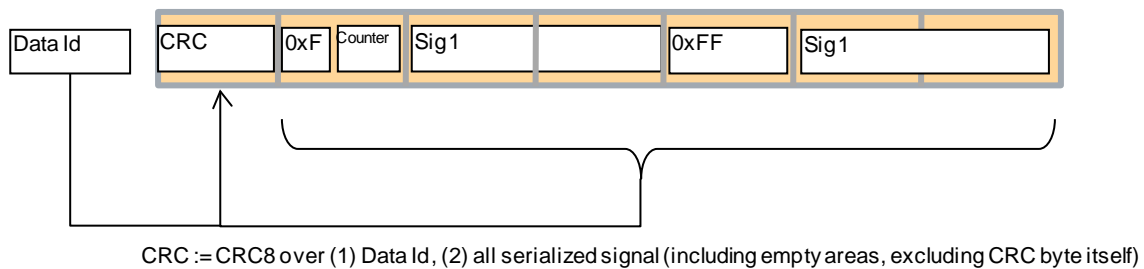 Data Id CRC 0xF Counter Sig1 0xFF Sig1
CRC := CRC8 over (1) Data Id, (2) all serialized signal (including empty areas, excluding CRC byte itself)